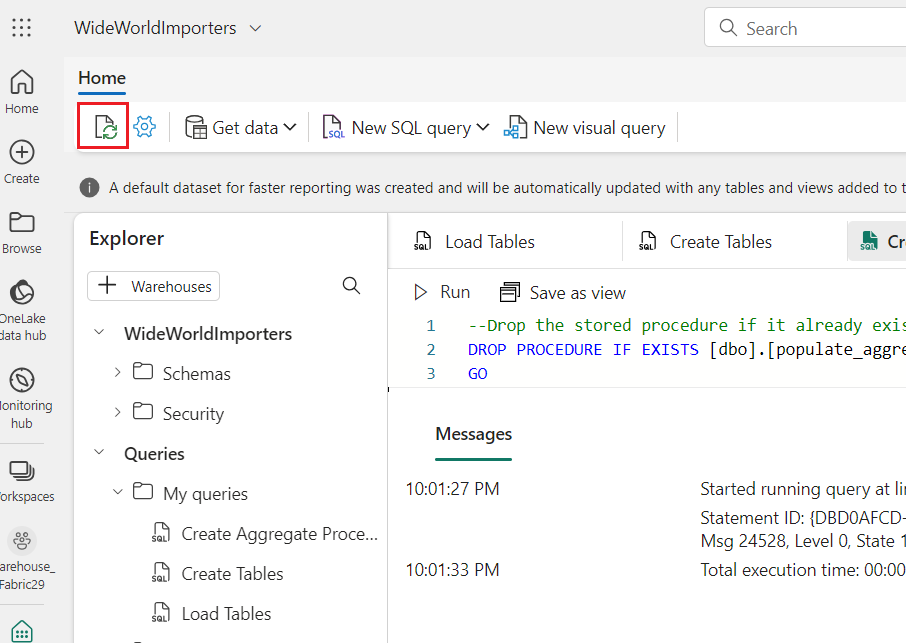 WideWorldImporters
Search
Home
Home
Get data
New SQL query
New visual query
Create
A default dataset for faster reporting was created and will be automatically updated with any tables and views added to t
Browse
Explorer
Load Tables
Create Tables
Cr
Warehouses
Run
Save as view
OneLake
data hub
1 --Drop the stored procedure if it already exis
WideWorldImporters
2 DROP PROCEDURE IF EXISTS [dbo].[populate_aggre
Schemas
3 GO
onitoring
hub
Security
Messages
Queries
orkspaces
My queries
10:01:27 PM
Started running query at li
Statement ID: {DBD0AFCD-
Msg 24528, Level 0, State 1
Create Aggregate Proce...
arehouse_
Fabric29
Create Tables
10:01:33 PM
Total execution time: 00:00
Load Tables